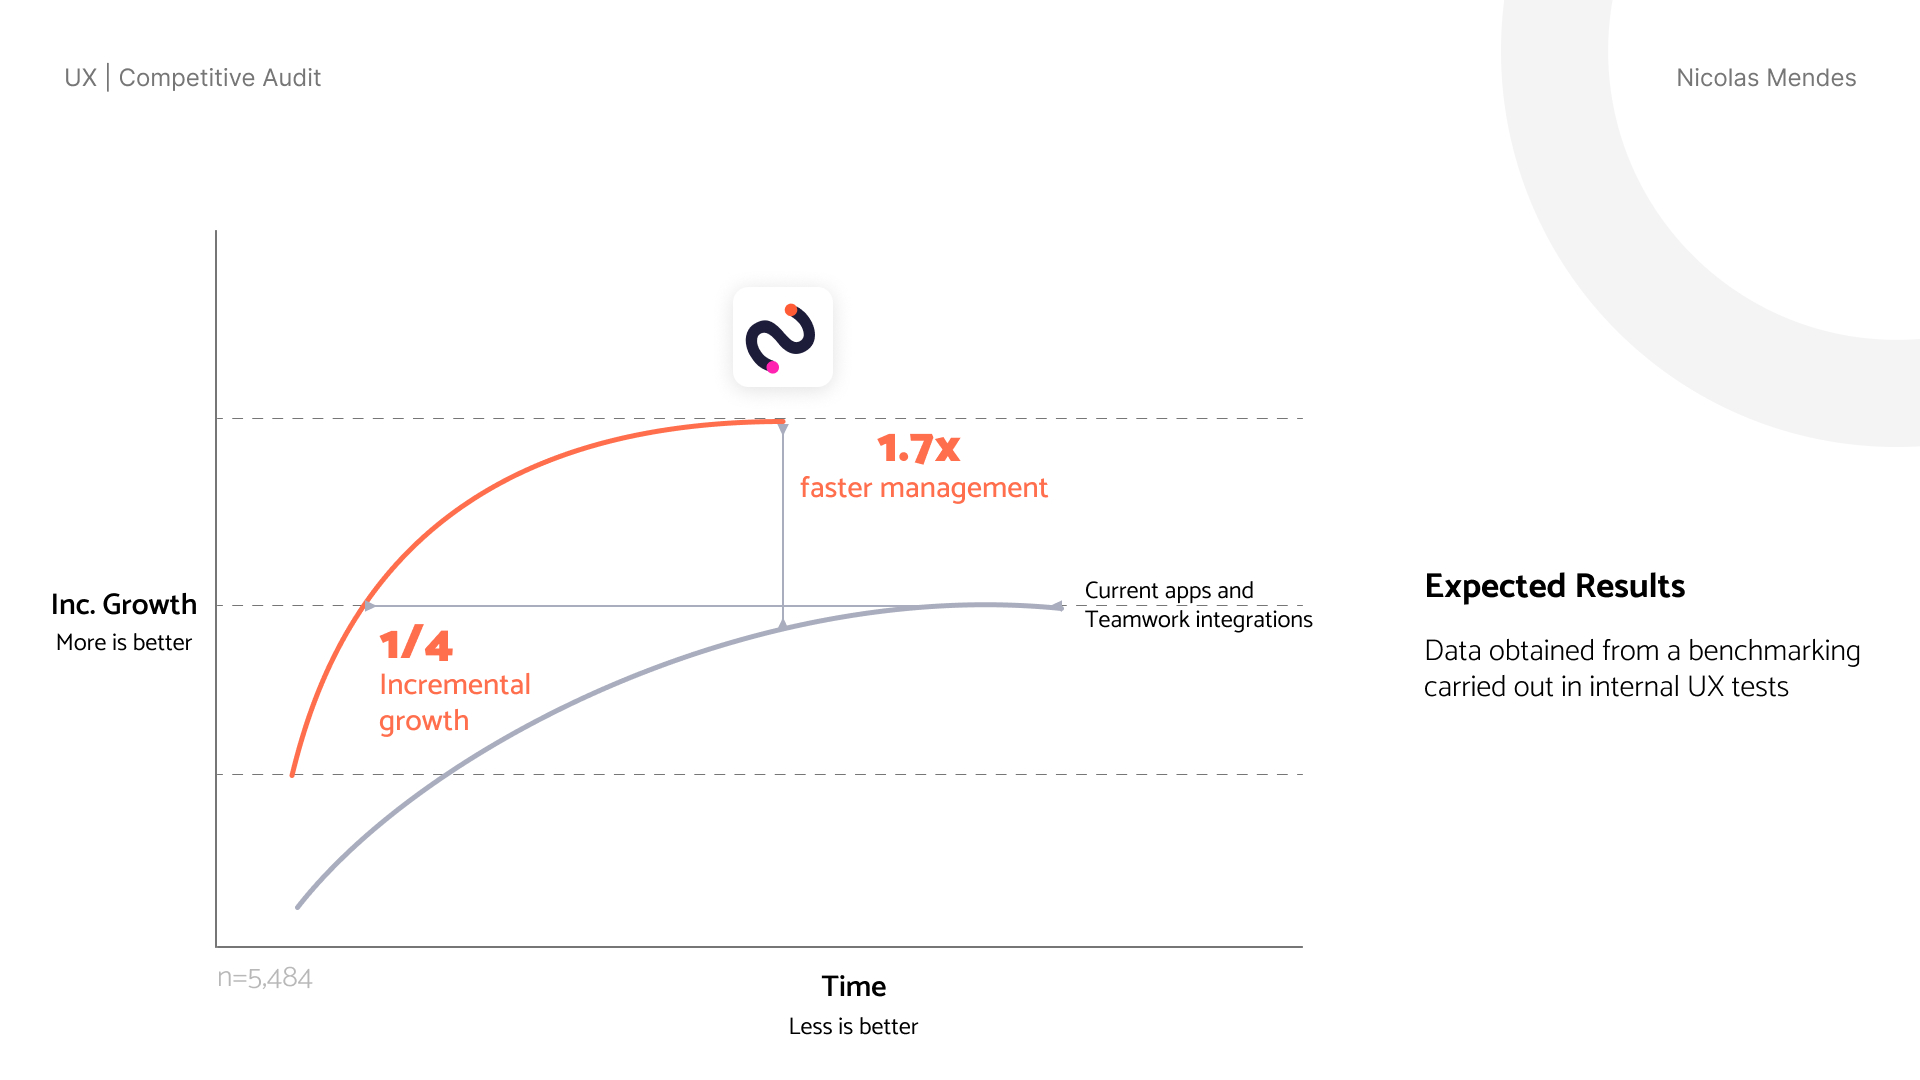 UX | Competitive Audit
Nicolas Mendes
1.7x
faster management
Inc. Growth
More is better
1/4
Incremental
growth
Current apps and
Teamwork integrations
Expected Results
Data obtained from a benchmarking
carried out in internal UX tests
n=5,484
Time
Less is better